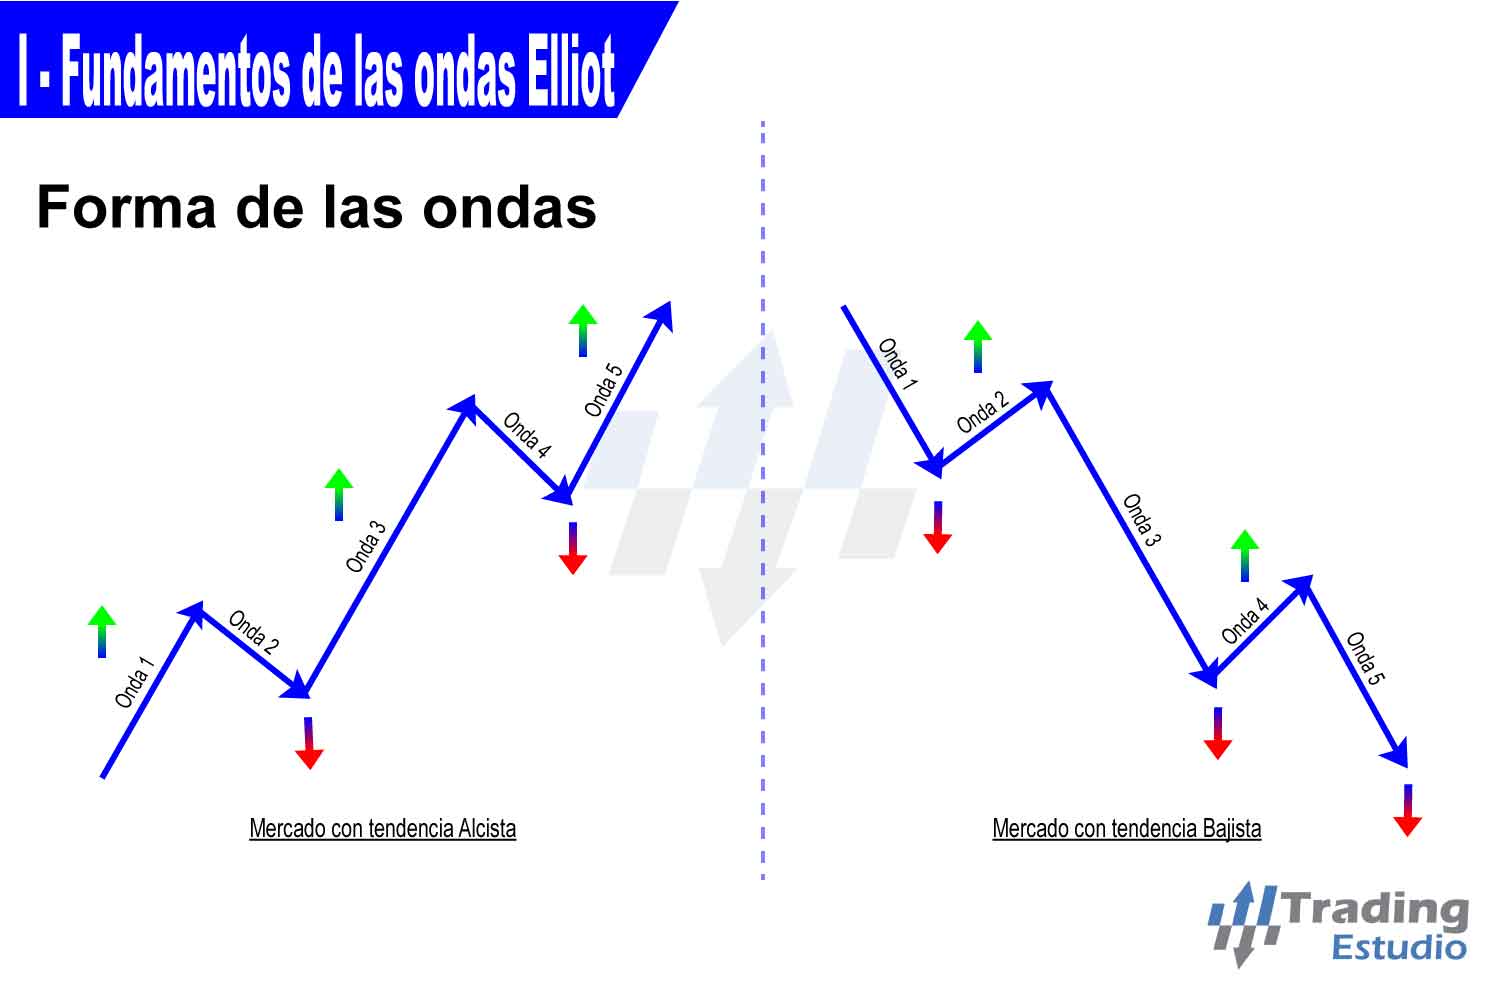 I - Fundamentos de las ondas Elliot
Forma de las ondas
Onda 1
Onda 2
Onda 3
Onda 4
Onda 5
Mercado con tendencia Alcista
Onda 1
Onda 2
Onda 3
Onda 4
Onda 5
Mercado con tendencia Bajista
Trading
Estudio